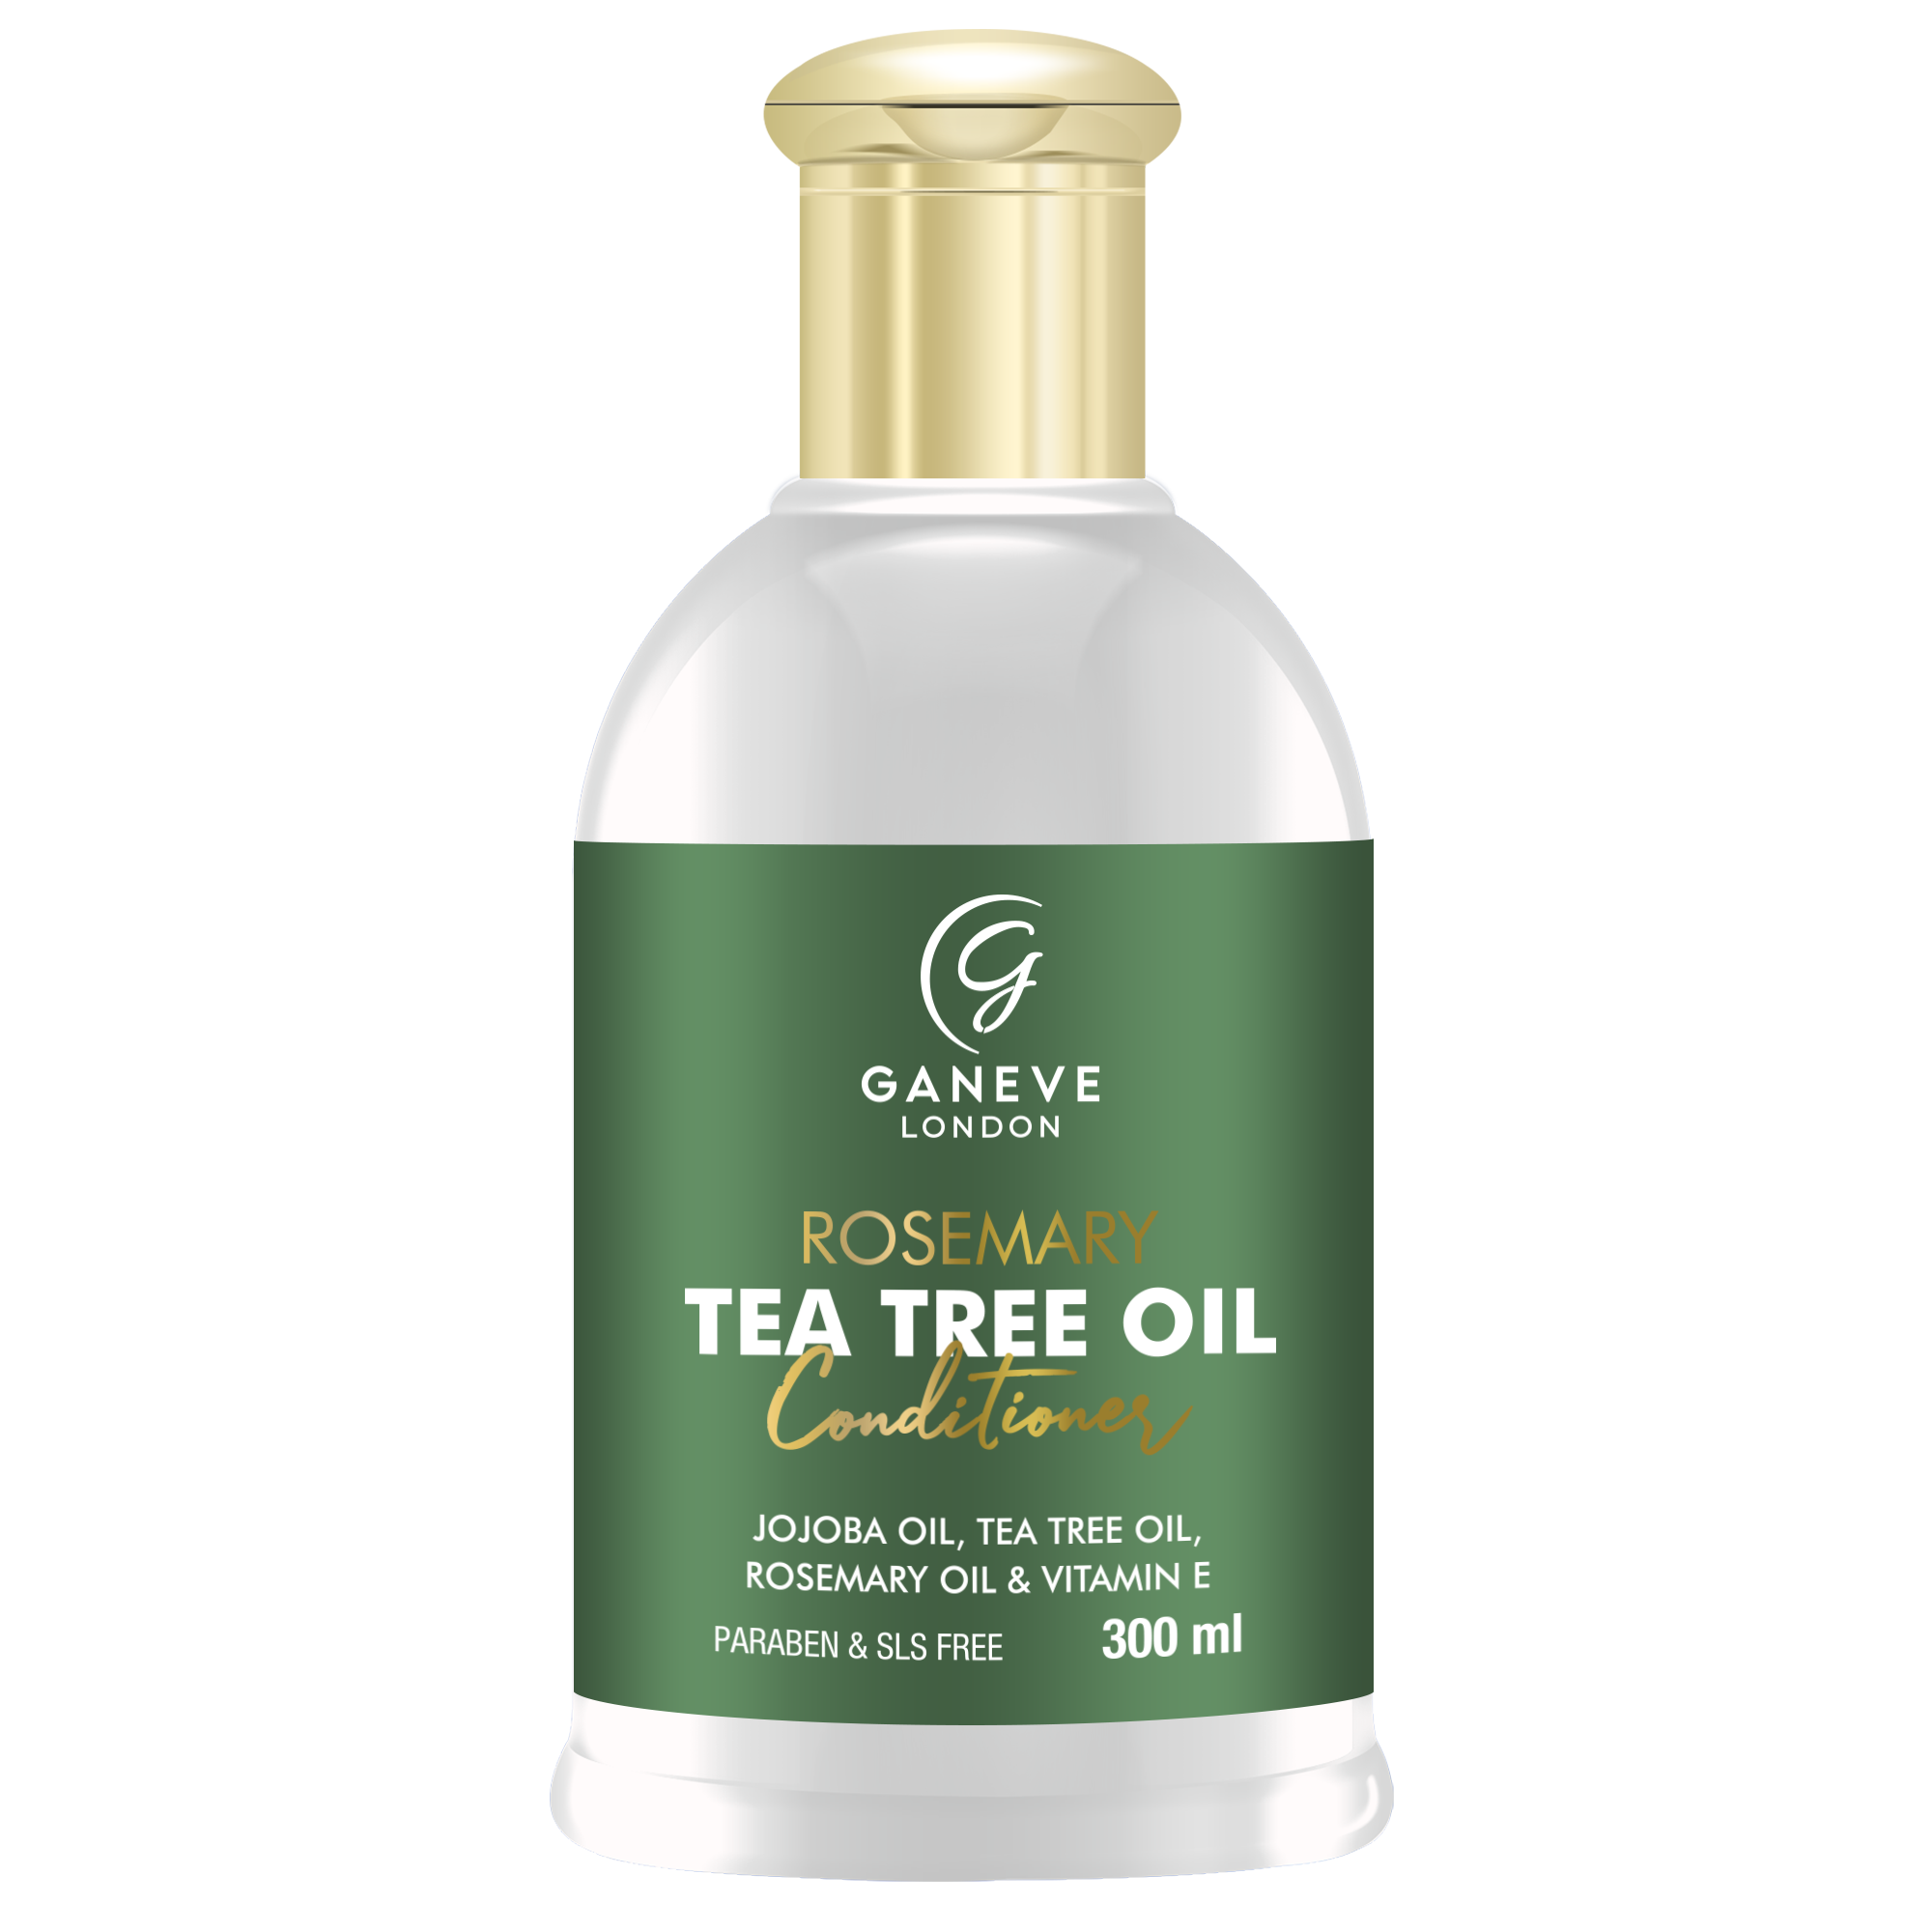 G
GANEVE
LONDON
ROSEMARY
TEA TREE OIL
Conditioner
JOJOBA OIL, TEA TREE OIL,
ROSEMARY OIL & VITAMIN E
PARABEN & SLS FREE 300 ml